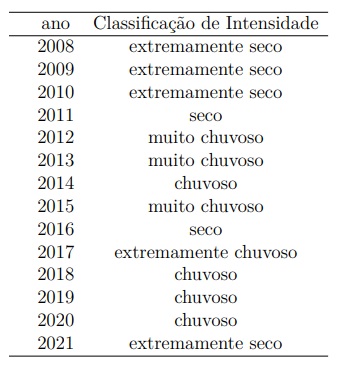 ano Classificação de Intensidade
2008 extremamente seco
2009 extremamente seco
2010 extremamente seco
2011 seco
2012 muito chuvoso
2013 muito chuvoso
2014 chuvoso
2015 muito chuvoso
2016 seco
2017 extremamente chuvoso
2018 chuvoso
2019 chuvoso
2020 chuvoso
2021 extremamente seco